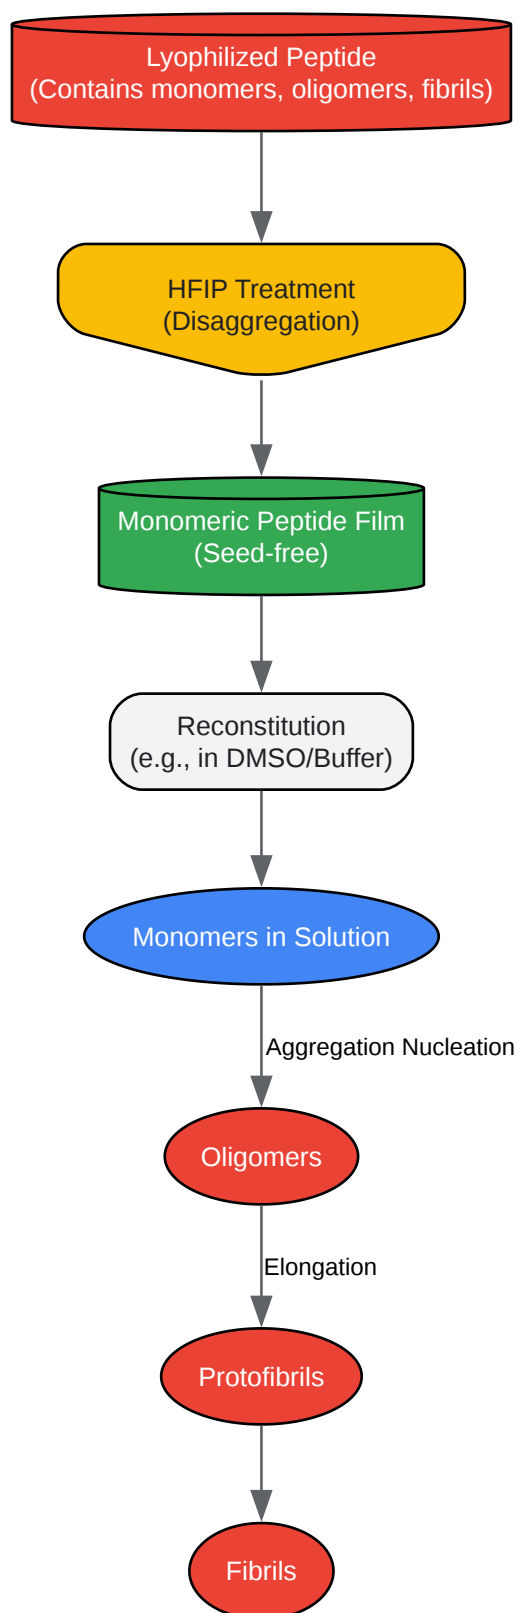 Lyophilized Peptide
(Contains monomers, oligomers, fibrils)
HFIP Treatment
(Disaggregation)
Monomeric Peptide Film
(Seed-free)
Reconstitution
(e.g., in DMSO/Buffer)
Monomers in Solution
Aggregation Nucleation
Oligomers
Elongation
Protofibrils
Fibrils